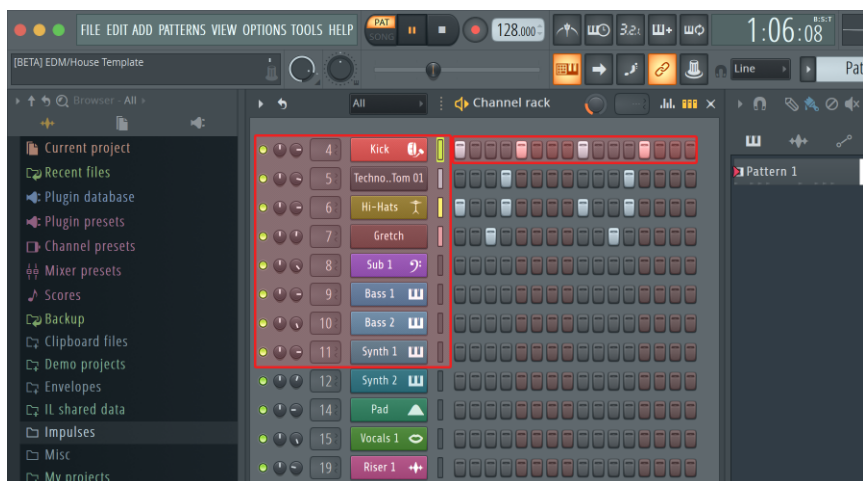 FILE EDIT ADD PATTERNS VIEW OPTIONS TOOLS HELP
PAT
SONG
128.000
3.2.
1:06:08
B:S:T
[BETA] EDM/House Template
Line
Pat
Browser - All
All
Channel rack
Current project
Recent files
Plugin database
Plugin presets
Channel presets
Mixer presets
Scores
Backup
Clipboard files
Demo projects
Envelopes
IL shared data
Impulses
Misc
My projects
4 Kick
5 Techno..Tom 01
6 Hi-Hats
7 Gretch
8 Sub 1
9 Bass 1
10 Bass 2
11 Synth 1
12 Synth 2
14 Pad
15 Vocals 1
19 Riser 1
Pattern 1